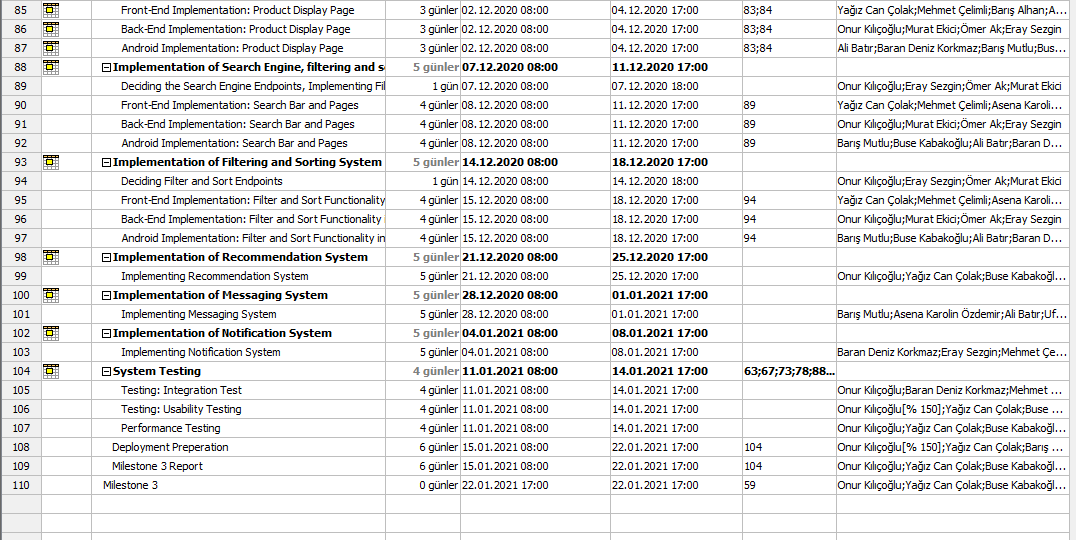 85 Front-End Implementation: Product Display Page 3 günler 02.12.2020 08:00 04.12.2020 17:00 83;84 Yağız Can Çolak;Mehmet Çelimli;Barış Alhan;A...
86 Back-End Implementation: Product Display Page 3 günler 02.12.2020 08:00 04.12.2020 17:00 83;84 Onur Kılıçoğlu;Murat Ekici;Ömer Ak;Eray Sezgin
87 Android Implementation: Product Display Page 3 günler 02.12.2020 08:00 04.12.2020 17:00 83;84 Ali Batır;Baran Deniz Korkmaz;Barış Mutlu;Bus...
88 Implementation of Search Engine, filtering and s 5 günler 07.12.2020 08:00 11.12.2020 17:00
89 Deciding the Search Engine Endpoints, Implementing Fil 1 gün 07.12.2020 08:00 07.12.2020 18:00 Onur Kılıçoğlu;Eray Sezgin;Ömer Ak;Murat Ekici
90 Front-End Implementation: Search Bar and Pages 4 günler 08.12.2020 08:00 11.12.2020 17:00 89 Yağız Can Çolak;Mehmet Çelimli;Asena Karoli...
91 Back-End Implementation: Search Bar and Pages 4 günler 08.12.2020 08:00 11.12.2020 17:00 89 Onur Kılıçoğlu;Murat Ekici;Ömer Ak;Eray Sezgin
92 Android Implementation: Search Bar and Pages 4 günler 08.12.2020 08:00 11.12.2020 17:00 89 Barış Mutlu;Buse Kabakoğlu;Ali Batır;Baran D...
93 Implementation of Filtering and Sorting System 5 günler 14.12.2020 08:00 18.12.2020 17:00
94 Deciding Filter and Sort Endpoints 1 gün 14.12.2020 08:00 14.12.2020 18:00 Onur Kılıçoğlu;Eray Sezgin;Ömer Ak;Murat Ekici
95 Front-End Implementation: Filter and Sort Functionality 4 günler 15.12.2020 08:00 18.12.2020 17:00 94 Yağız Can Çolak;Mehmet Çelimli;Asena Karoli...
96 Back-End Implementation: Filter and Sort Functionality i 4 günler 15.12.2020 08:00 18.12.2020 17:00 94 Onur Kılıçoğlu;Murat Ekici;Ömer Ak;Eray Sezgin
97 Android Implementation: Filter and Sort Functionality in 4 günler 15.12.2020 08:00 18.12.2020 17:00 94 Barış Mutlu;Buse Kabakoğlu;Ali Batır;Baran D...
98 Implementation of Recommendation System 5 günler 21.12.2020 08:00 25.12.2020 17:00
99 Implementing Recommendation System 5 günler 21.12.2020 08:00 25.12.2020 17:00 Onur Kılıçoğlu;Yağız Can Çolak;Buse Kabakoğl...
100 Implementation of Messaging System 5 günler 28.12.2020 08:00 01.01.2021 17:00
101 Implementing Messaging System 5 günler 28.12.2020 08:00 01.01.2021 17:00 Barış Mutlu;Asena Karolin Özdemir;Ali Batır;Uf...
102 Implementation of Notification System 5 günler 04.01.2021 08:00 08.01.2021 17:00
103 Implementing Notification System 5 günler 04.01.2021 08:00 08.01.2021 17:00 Baran Deniz Korkmaz;Eray Sezgin;Mehmet Çe...
104 System Testing 4 günler 11.01.2021 08:00 14.01.2021 17:00 63;67;73;78;88...
105 Testing: Integration Test 4 günler 11.01.2021 08:00 14.01.2021 17:00 Onur Kılıçoğlu;Baran Deniz Korkmaz;Mehmet ...
106 Testing: Usability Testing 4 günler 11.01.2021 08:00 14.01.2021 17:00 Onur Kılıçoğlu[% 150];Yağız Can Çolak;Buse ...
107 Performance Testing 4 günler 11.01.2021 08:00 14.01.2021 17:00 Onur Kılıçoğlu;Yağız Can Çolak;Buse Kabakoğl...
108 Deployment Preperation 6 günler 15.01.2021 08:00 22.01.2021 17:00 104 Onur Kılıçoğlu[% 150];Yağız Can Çolak;Barış ...
109 Milestone 3 Report 6 günler 15.01.2021 08:00 22.01.2021 17:00 104 Onur Kılıçoğlu;Yağız Can Çolak;Buse Kabakoğl...
110 Milestone 3 0 günler 22.01.2021 17:00 22.01.2021 17:00 59 Onur Kılıçoğlu;Yağız Can Çolak;Buse Kabakoğl...